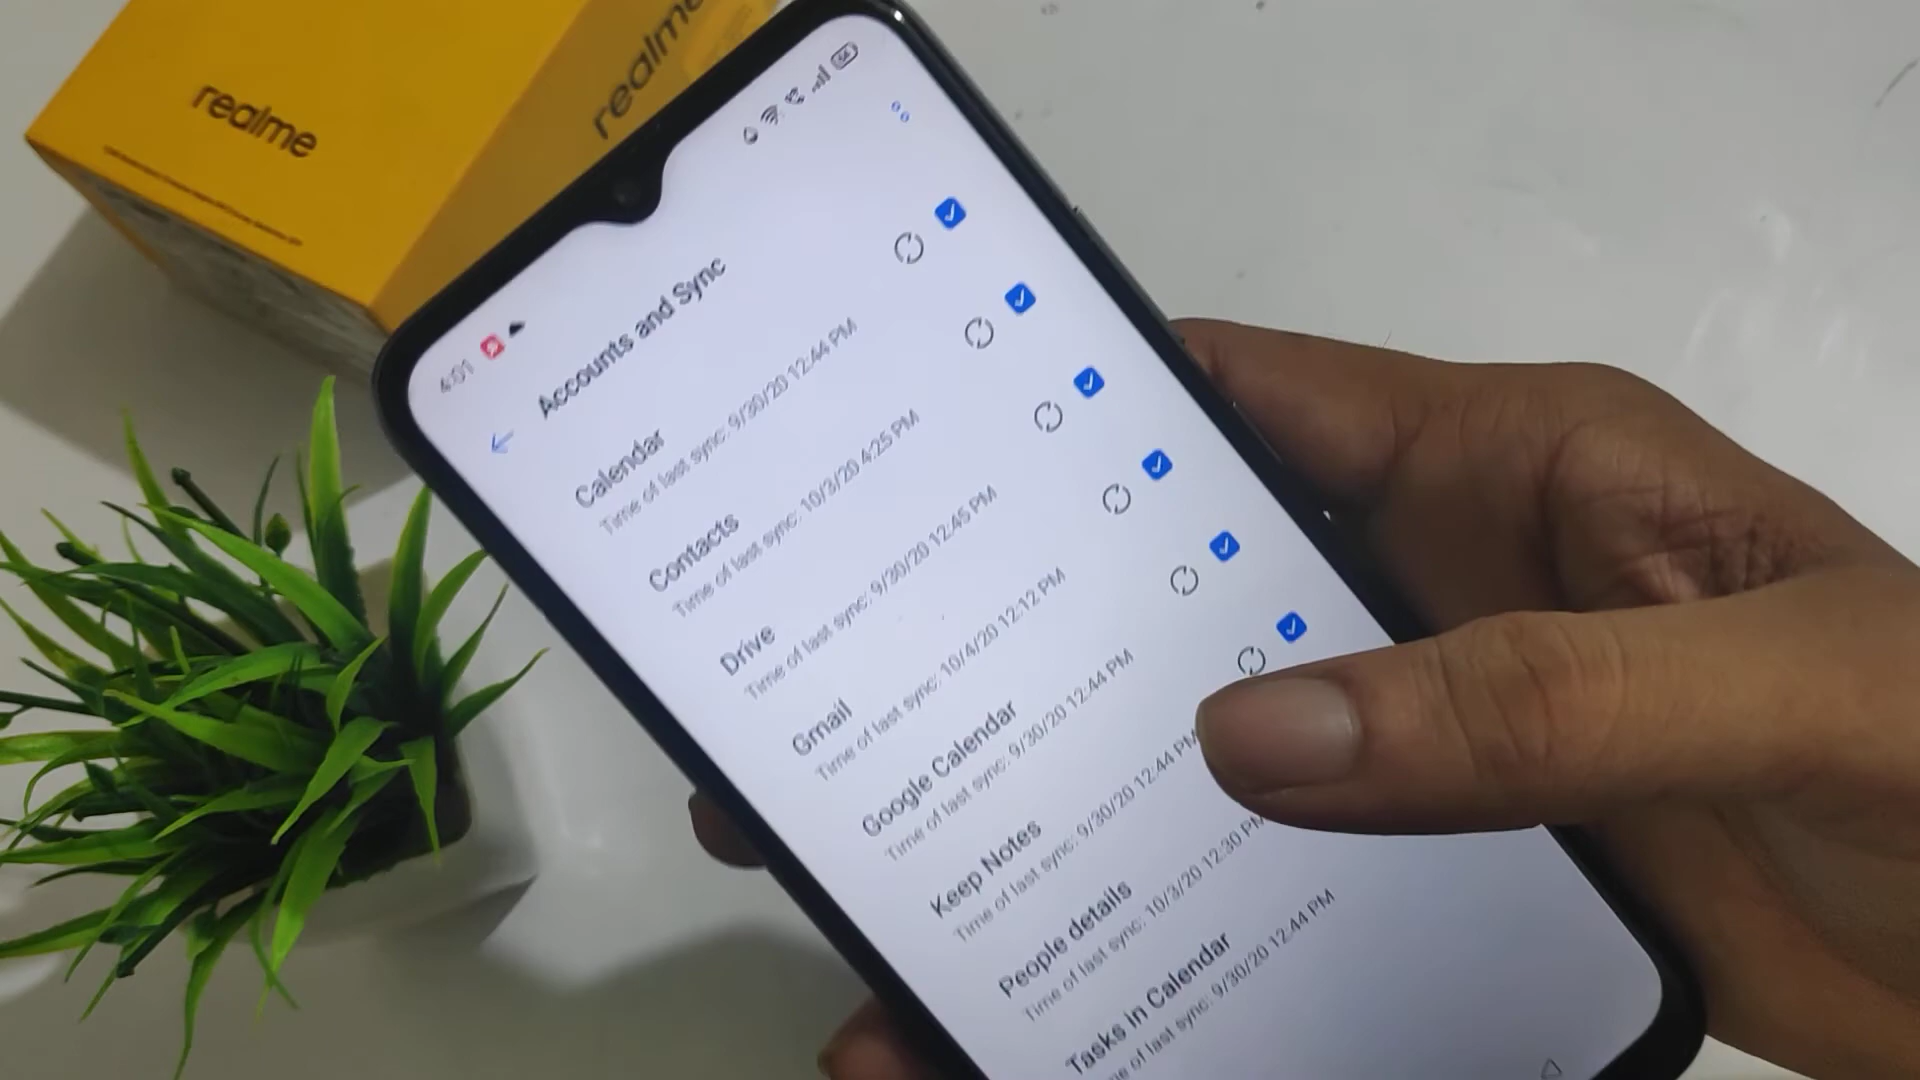 realme
realme
4:01
Accounts and Sync
Calendar
Time of last sync: 9/30/20 12:44 PM
Contacts
Time of last sync: 10/3/20 4:25 PM
Drive
Time of last sync: 9/30/20 12:45 PM
Gmail
Time of last sync: 10/4/20 12:12 PM
Google Calendar
Time of last sync: 9/30/20 12:44 PM
Keep Notes
Time of last sync: 9/30/20 12:44 PM
People details
Time of last sync: 10/3/20 12:30 PM
Tasks in Calendar
of last sync: 9/30/20 12:44 PM